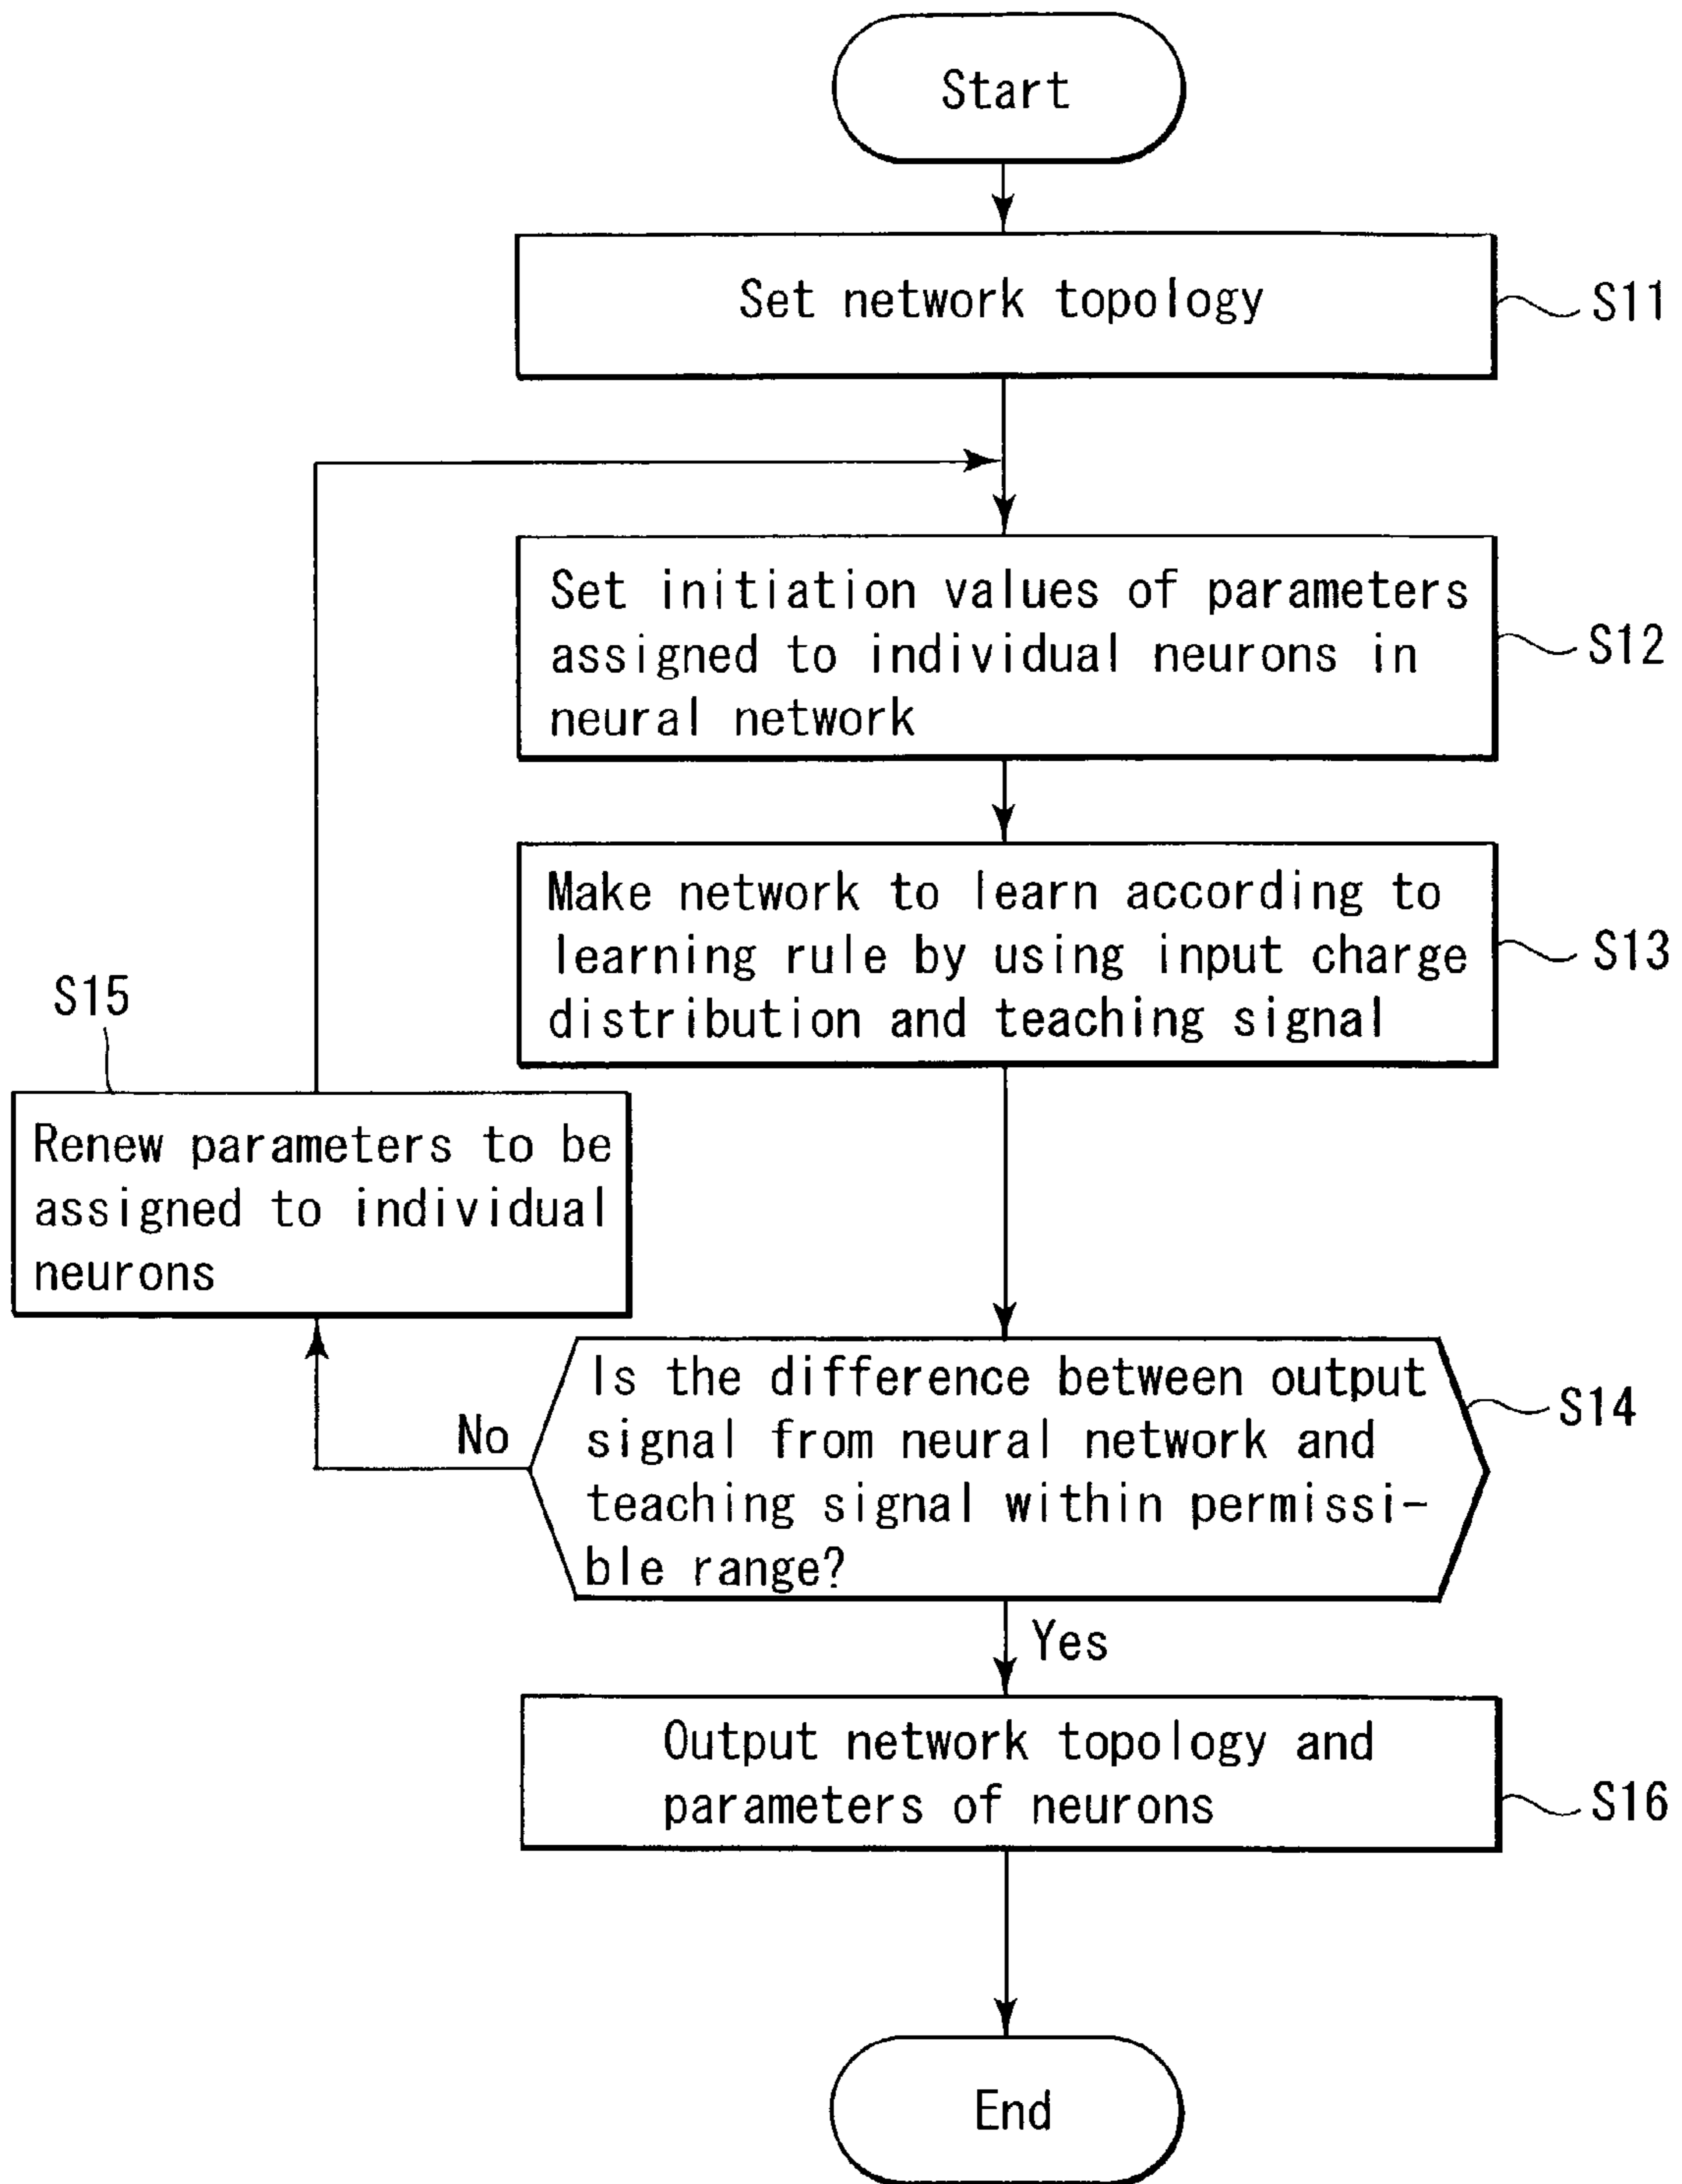 Start
Set network topology
S11
Set initiation values of parameters
assigned to individual neurons in
neural network
S12
Make network to learn according to
learning rule by using input charge
distribution and teaching signal
S13
S15
Renew parameters to be
assigned to individual
neurons
Is the difference between output
signal from neural network and
teaching signal within permissi-
ble range?
S14
No
Yes
Output network topology and
parameters of neurons
S16
End